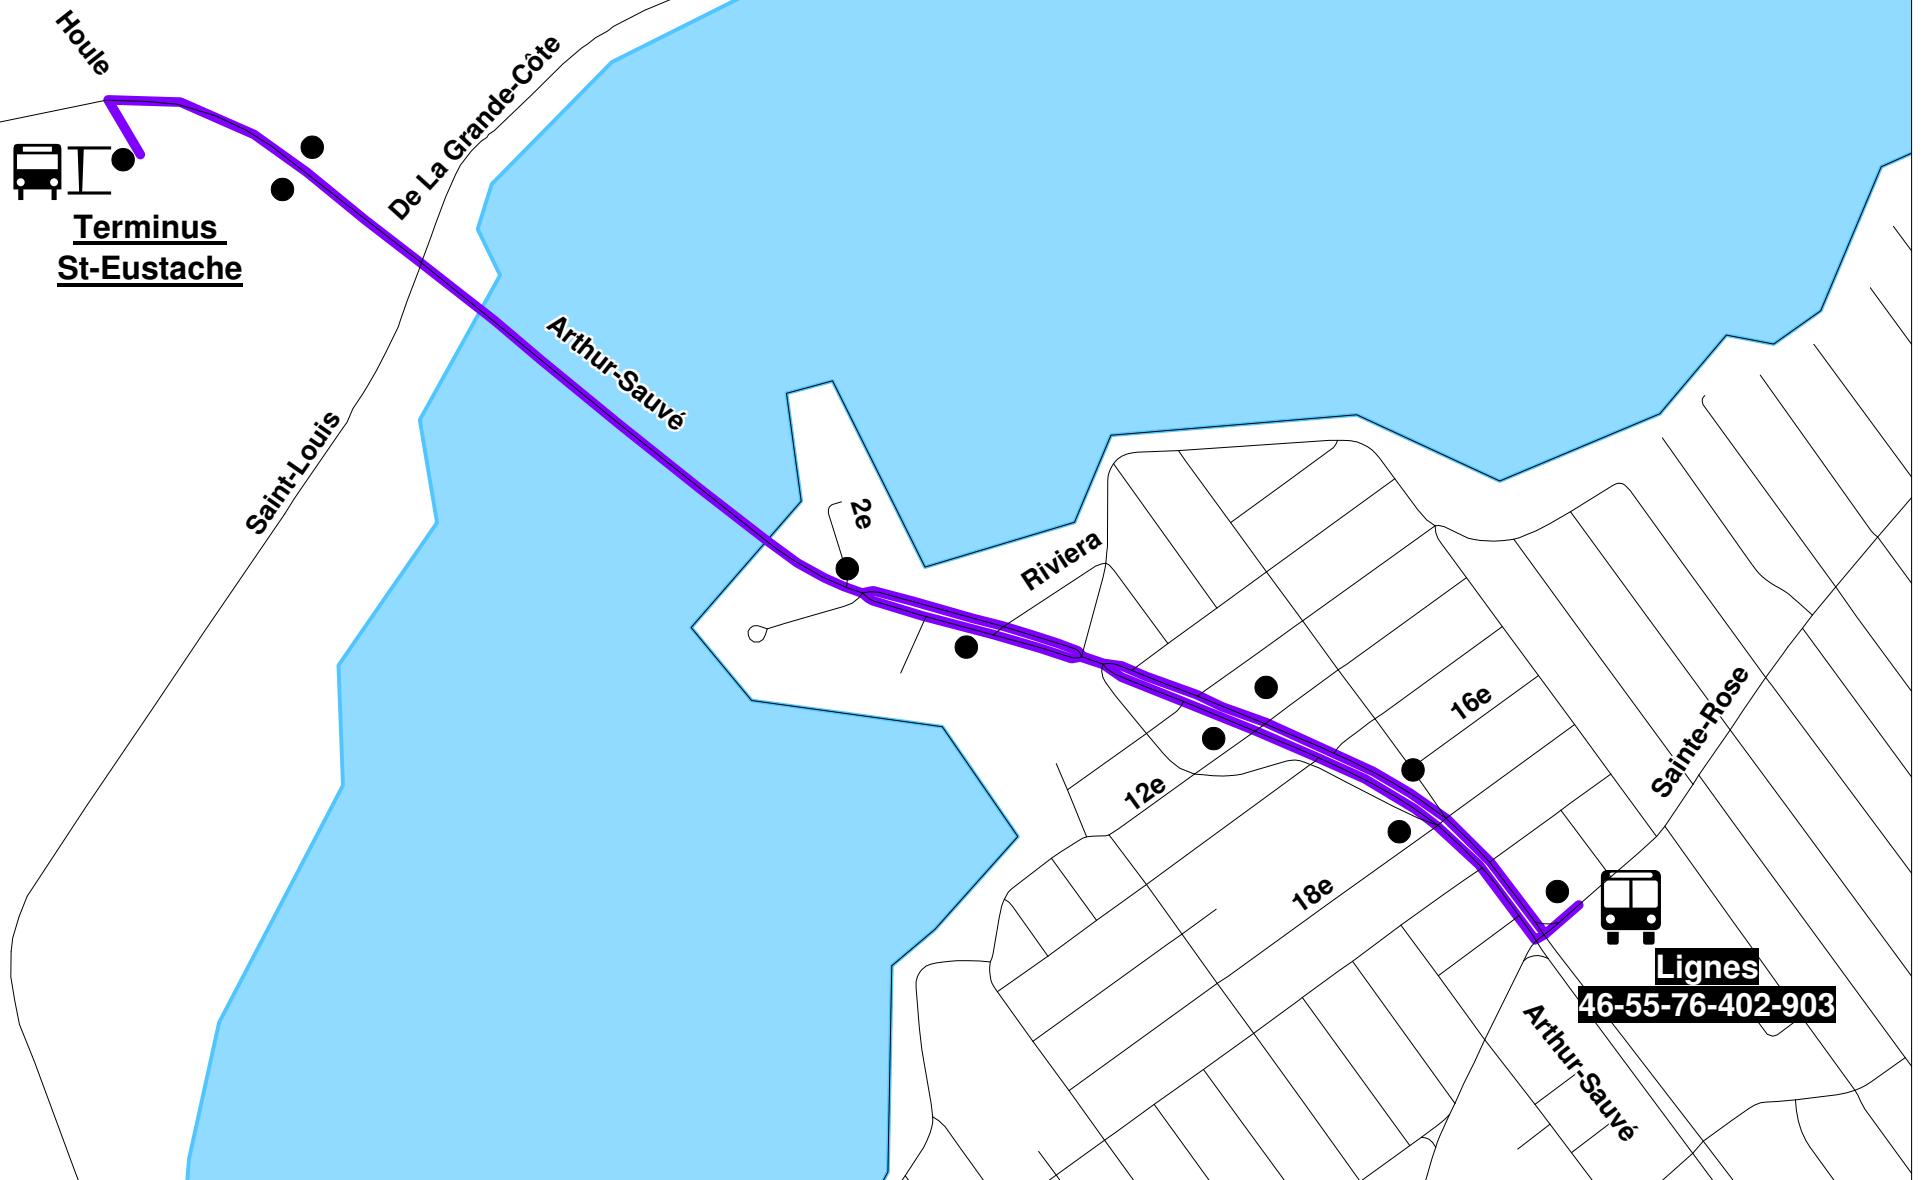 Houle
De La Grande-Côte
Terminus
St-Eustache
Arthur-Sauvé
Saint-Louis
2e
Riviera
16e
Sainte-Rose
12e
18e
Lignes
46-55-76-402-903
Arthur-Sauvé